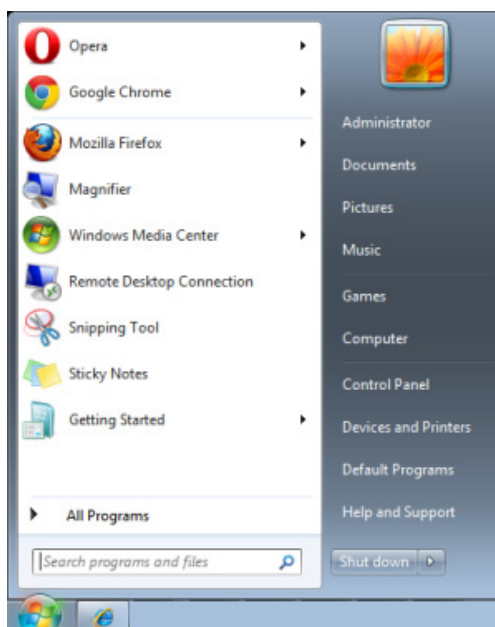 Opera
Google Chrome
Mozilla Firefox
Magnifier
Windows Media Center
Remote Desktop Connection
Snipping Tool
Sticky Notes
Getting Started
All Programs
Search programs and files
Administrator
Documents
Pictures
Music
Games
Computer
Control Panel
Devices and Printers
Default Programs
Help and Support
Shut down